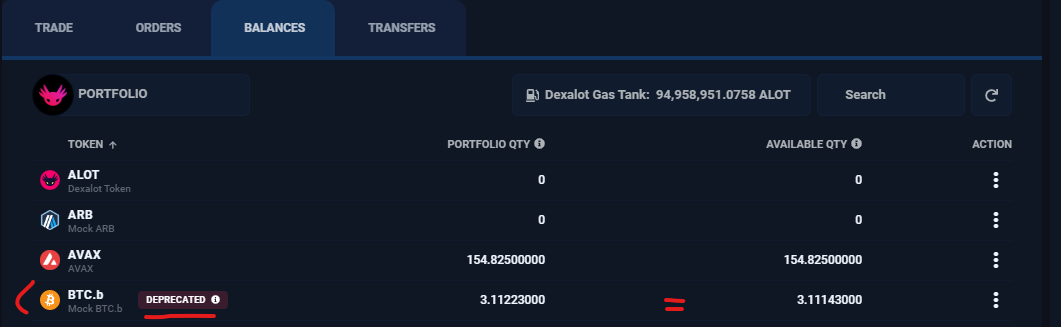 TRADE ORDERS BALANCES TRANSFERS
PORTFOLIO Dexalot Gas Tank: 94,958,951.0758 ALOT Search
TOKEN ↑ PORTFOLIO QTY AVAILABLE QTY ACTION
ALOT 0 0
Dexalot Token
ARB 0 0
Mock ARB
AVAX 154.82500000 154.82500000
AVAX
BTC.b DEPRECATED 3.11223000 = 3.11143000
Mock BTC.b